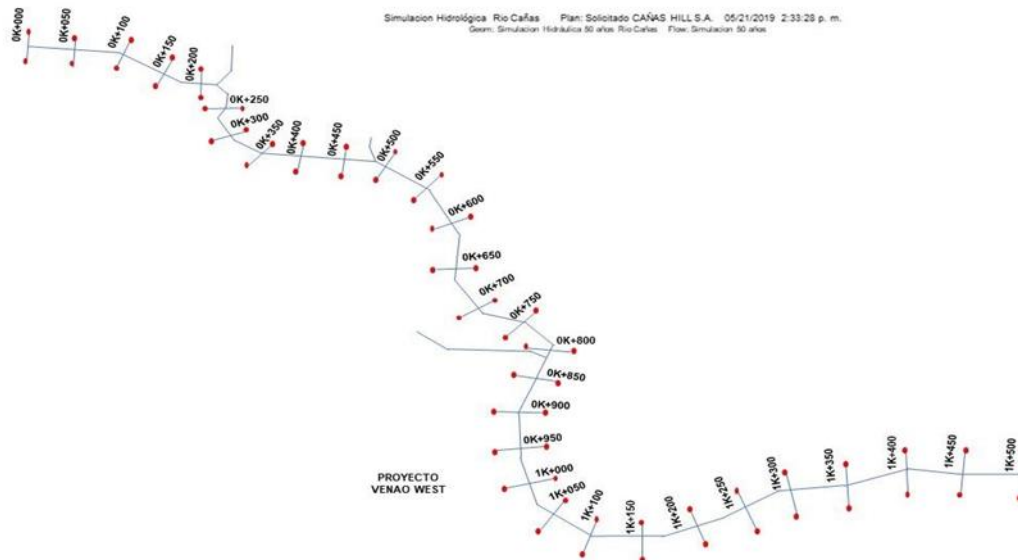 Simulacion Hidrológica Rio Cañas Plan: Solicitado CAÑAS HILL S.A. 05/21/2019 2:33:28 p. m.
Geom: Simulacion Hidráulica 50 años Rio Cañas Flow: Simulacion 50 años
0K+000
0K+050
0K+100
0K+150
0K+200
0K+250
0K+300
0K+350
0K+400
0K+450
0K+500
0K+550
0K+600
0K+650
0K+700
0K+750
0K+800
0K+850
0K+900
0K+950
1K+000
1K+050
1K+100
1K+150
1K+200
1K+250
1K+300
1K+350
1K+400
1K+450
1K+500
PROYECTO
VENAO WEST